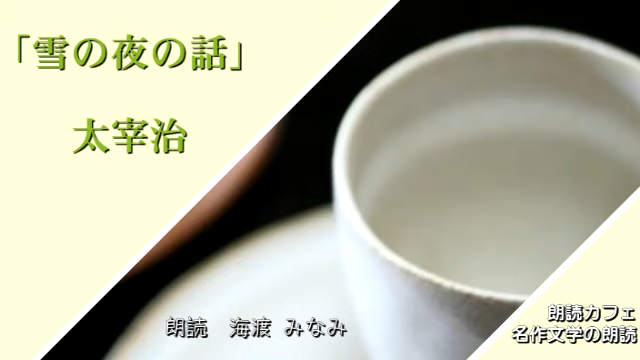 「雪の夜の話」
太宰治
朗読 海渡 みなみ
朗読カフェ
名作文学の朗読